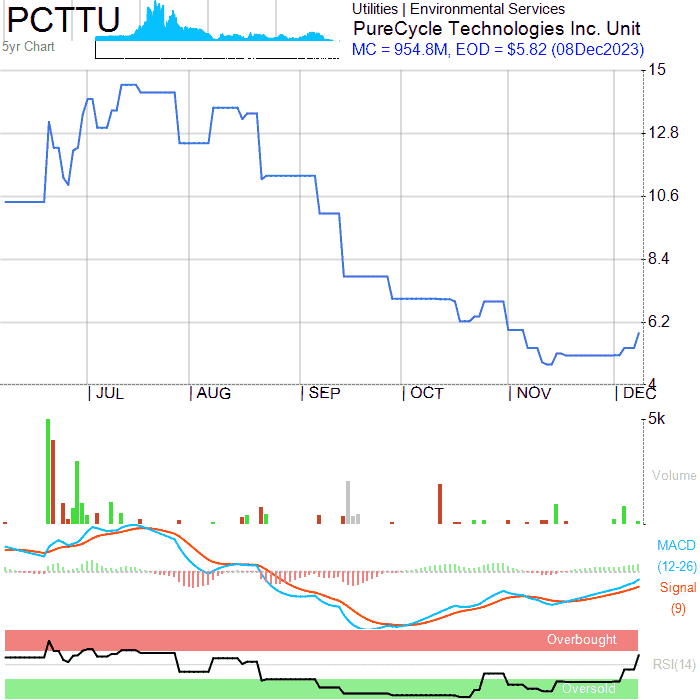 PCTTU
5yr Chart
Utilities | Environmental Services
PureCycle Technologies Inc. Unit
MC = 954.8M, EOD = $5.82 (08Dec2023)
15
12.8
10.6
8.4
6.2
4
JUL
AUG
SEP
OCT
NOV
DEC
5k
Volume
MACD
(12-26)
Signal
(9)
Overbought
RSI(14)
Oversold